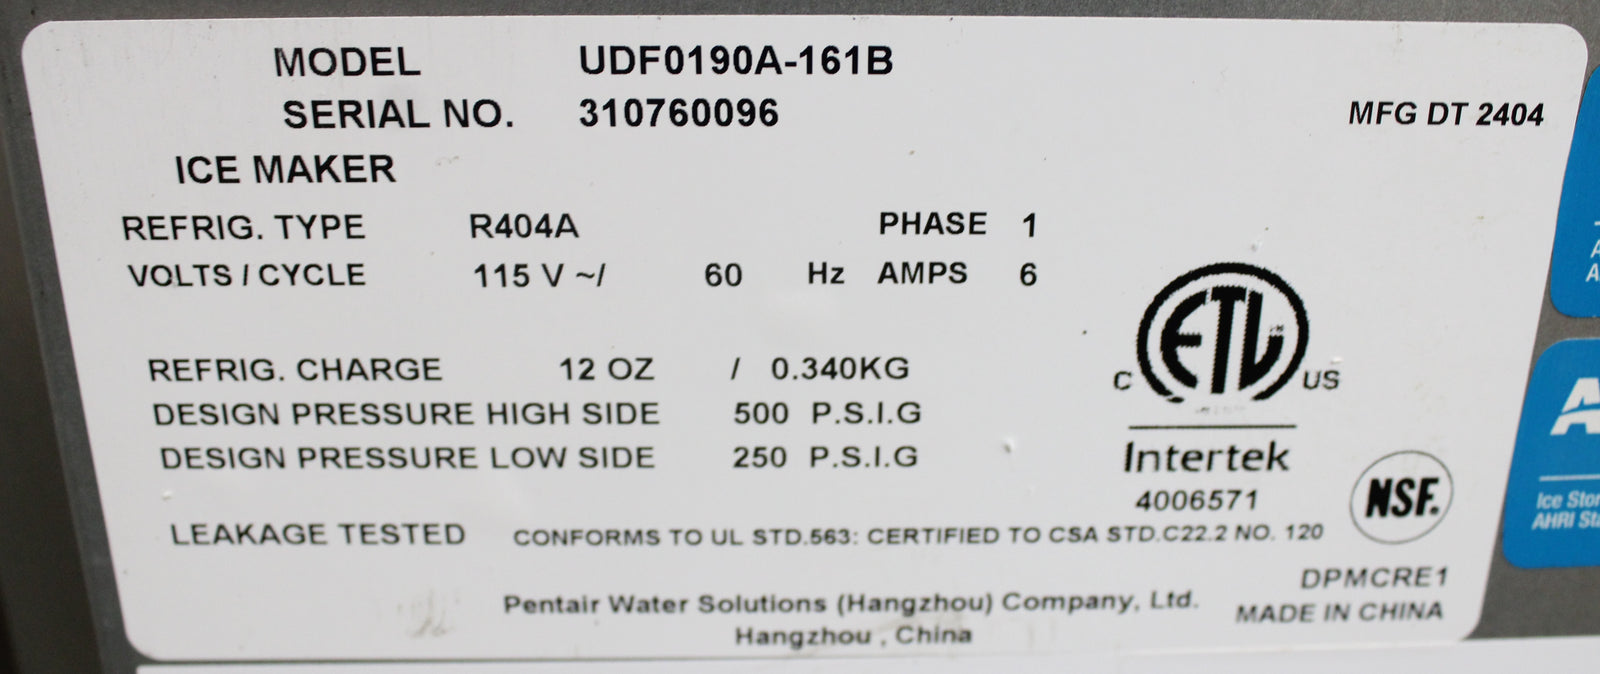 MODEL UDF0190A-161B
SERIAL NO. 310760096 MFG DT 2404
ICE MAKER
REFRIG. TYPE R404A PHASE 1
VOLTS / CYCLE 115 V ~/ 60 Hz AMPS 6
REFRIG. CHARGE 12 OZ / 0.340KG
DESIGN PRESSURE HIGH SIDE 500 P.S.I.G
DESIGN PRESSURE LOW SIDE 250 P.S.I.G
ETL
C US
Intertek
4006571
NSF.
LEAKAGE TESTED CONFORMS TO UL STD.563: CERTIFIED TO CSA STD.C22.2 NO. 120
DPMCRE1
Pentair Water Solutions (Hangzhou) Company, Ltd. MADE IN CHINA
Hangzhou , China
Ice
AHRI